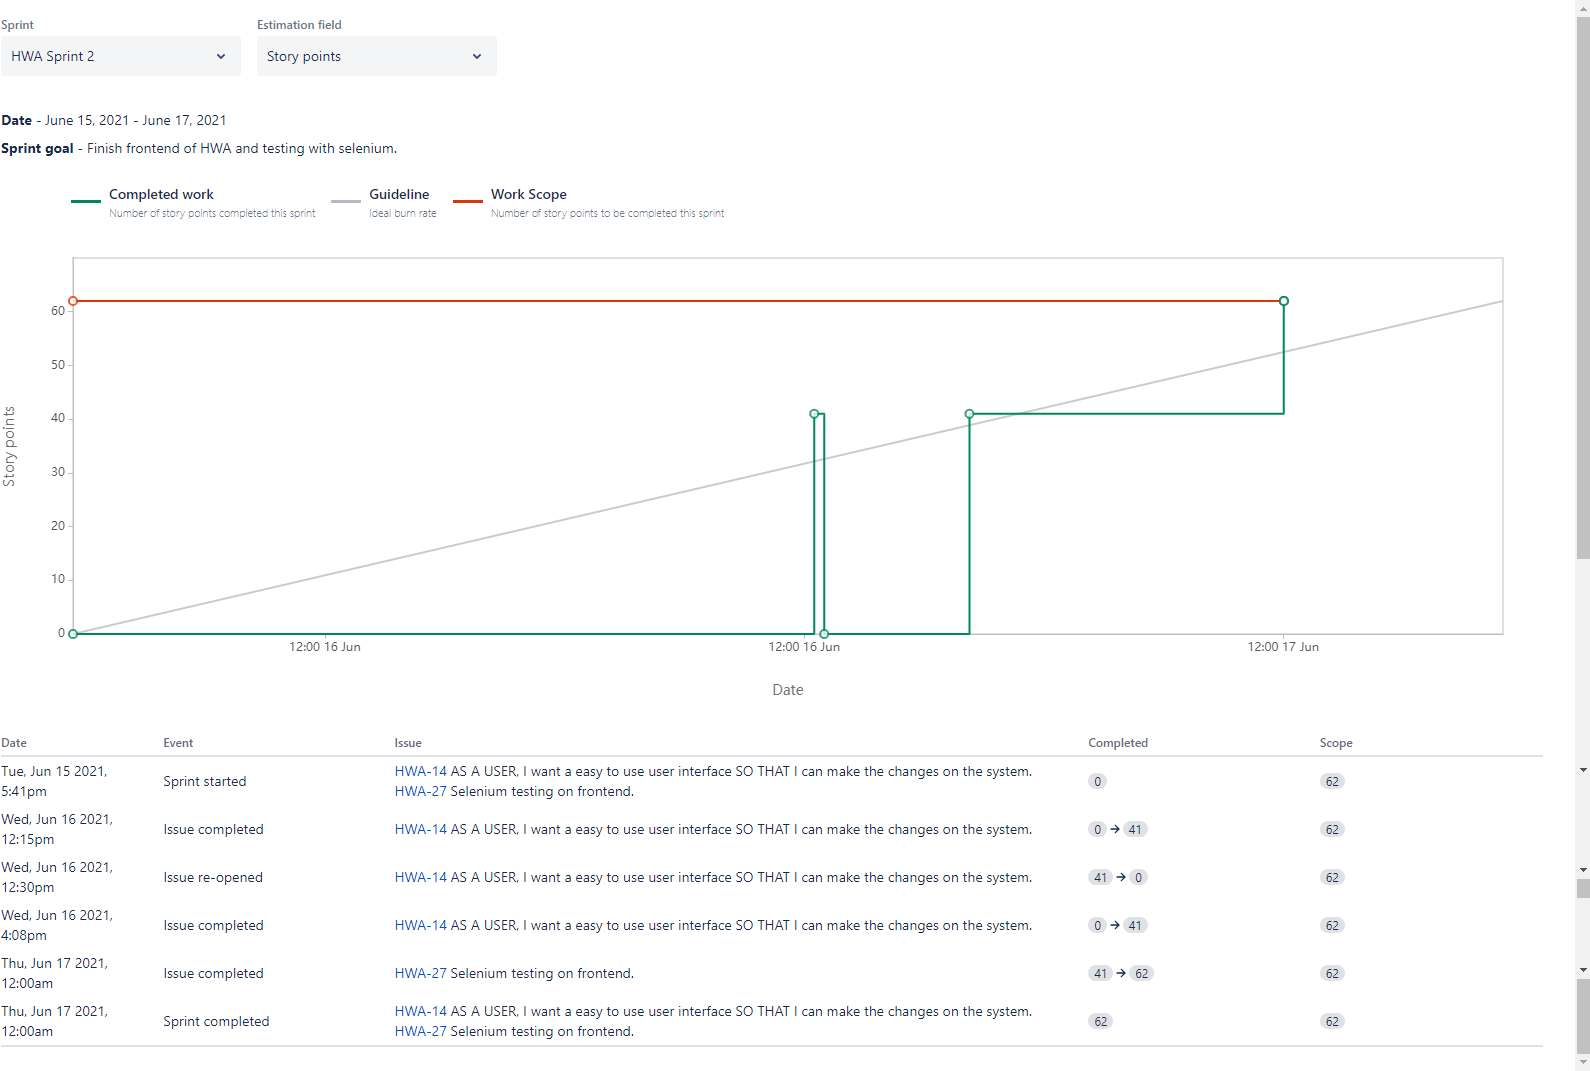 Sprint
Estimation field
HWA Sprint 2
Story points
Date - June 15, 2021 - June 17, 2021
Sprint goal - Finish frontend of HWA and testing with selenium.
Completed work
Number of story points completed this sprint
Guideline
Ideal burn rate
Work Scope
Number of story points to be completed this sprint
60
50
40
30
20
10
0
Story points
12:00 16 Jun
12:00 16 Jun
12:00 17 Jun
Date
Date Event Issue Completed Scope
Tue, Jun 15 2021,
5:41pm
Sprint started
HWA-14 AS A USER, I want a easy to use user interface SO THAT I can make the changes on the system.
HWA-27 Selenium testing on frontend.
0
62
Wed, Jun 16 2021,
12:15pm
Issue completed
HWA-14 AS A USER, I want a easy to use user interface SO THAT I can make the changes on the system.
0 → 41
62
Wed, Jun 16 2021,
12:30pm
Issue re-opened
HWA-14 AS A USER, I want a easy to use user interface SO THAT I can make the changes on the system.
41 → 0
62
Wed, Jun 16 2021,
4:08pm
Issue completed
HWA-14 AS A USER, I want a easy to use user interface SO THAT I can make the changes on the system.
0 → 41
62
Thu, Jun 17 2021,
12:00am
Issue completed
HWA-27 Selenium testing on frontend.
41 → 62
62
Thu, Jun 17 2021,
12:00am
Sprint completed
HWA-14 AS A USER, I want a easy to use user interface SO THAT I can make the changes on the system.
HWA-27 Selenium testing on frontend.
62
62